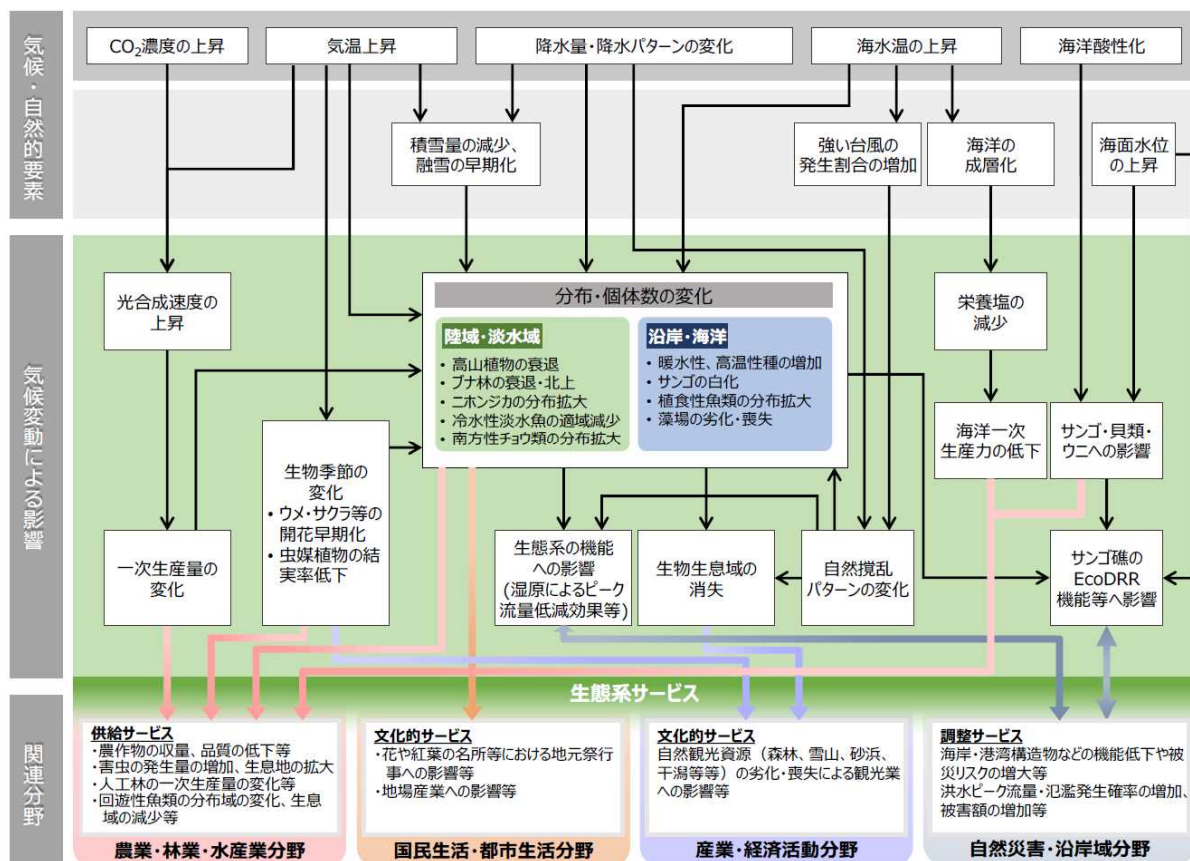 気候・自然的要素
CO₂濃度の上昇
気温上昇
降水量・降水パターンの変化
海水温の上昇
海洋酸性化
積雪量の減少、
融雪の早期化
強い台風の
発生割合の増加
海洋の
成層化
海面水位
の上昇
気候変動による影響
光合成速度の
上昇
分布・個体数の変化
陸域・淡水域
• 高山植物の衰退
• ブナ林の衰退・北上
• ニホンジカの分布拡大
• 冷水性淡水魚の適域減少
• 南方性チョウ類の分布拡大
沿岸・海洋
• 暖水性、高温性種の増加
• サンゴの白化
• 植食性魚類の分布拡大
• 藻場の劣化・喪失
栄養塩の
減少
生物季節の
変化
• ウメ・サクラ等の
開花早期化
• 虫媒植物の結
実率低下
海洋一次
生産力の低下
サンゴ・貝類・
ウニへの影響
一次生産量の
変化
生態系の機能
への影響
(湿原によるピーク
流量低減効果等)
生物生息域の
消失
自然撹乱
パターンの変化
サンゴ礁の
EcoDRR
機能等へ影響
生態系サービス
関連分野
供給サービス
・農作物の収量、品質の低下等
・害虫の発生量の増加、生息地の拡大
・人工林の一次生産量の変化等
・回遊性魚類の分布域の変化、生息
域の減少等
農業・林業・水産業分野
文化的サービス
・花や紅葉の名所等における地元祭行
事への影響等
・地場産業への影響等
国民生活・都市生活分野
文化的サービス
自然観光資源（森林、雪山、砂浜、
干潟等等）の劣化・喪失による観光業
への影響等
産業・経済活動分野
調整サービス
海岸・港湾構造物などの機能低下や被
災リスクの増大等
洪水ピーク流量・氾濫発生確率の増加、
被害額の増加等
自然災害・沿岸域分野